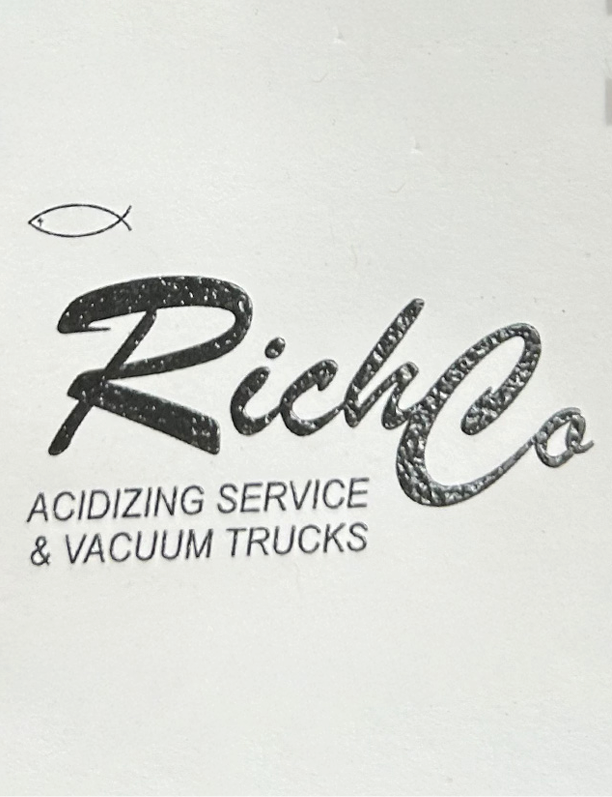 RichCo
ACIDIZING SERVICE
& VACUUM TRUCKS